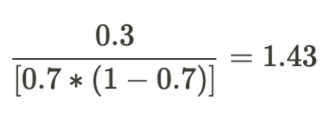 0.3
[0.7 * (1 − 0.7)] = 1.43